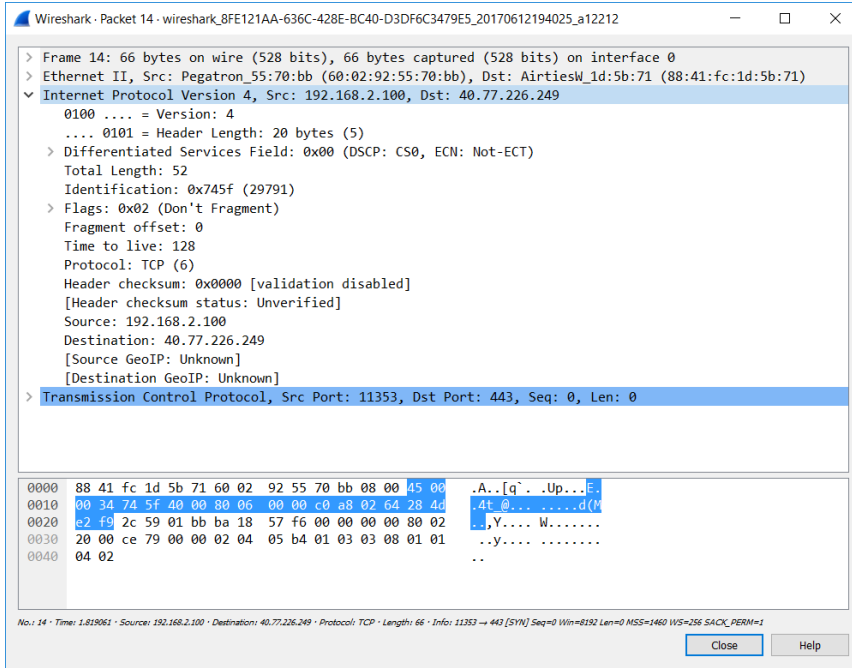 Wireshark · Packet 14 · wireshark_8FE121AA-636C-428E-BC40-D3DF6C3479E5_20170612194025_a12212
> Frame 14: 66 bytes on wire (528 bits), 66 bytes captured (528 bits) on interface 0
> Ethernet II, Src: Pegatron_55:70:bb (60:02:92:55:70:bb), Dst: AirtiesW_1d:5b:71 (88:41:fc:1d:5b:71)
Internet Protocol Version 4, Src: 192.168.2.100, Dst: 40.77.226.249
0100 .... = Version: 4
.... 0101 = Header Length: 20 bytes (5)
> Differentiated Services Field: 0x00 (DSCP: CS0, ECN: Not-ECT)
Total Length: 52
Identification: 0x745f (29791)
> Flags: 0x02 (Don't Fragment)
Fragment offset: 0
Time to live: 128
Protocol: TCP (6)
Header checksum: 0x0000 [validation disabled]
[Header checksum status: Unverified]
Source: 192.168.2.100
Destination: 40.77.226.249
[Source GeoIP: Unknown]
[Destination GeoIP: Unknown]
> Transmission Control Protocol, Src Port: 11353, Dst Port: 443, Seq: 0, Len: 0
0000 88 41 fc 1d 5b 71 60 02 92 55 70 bb 08 00 45 00 .A..[q`. .Up...E.
0010 00 34 74 5f 40 00 80 06 00 00 c0 a8 02 64 28 4d .4t_@... .....d(M
0020 e2 f9 2c 59 01 bb ba 18 57 f6 00 00 00 00 80 02 ..,Y.... W.......
0030 20 00 ce 79 00 00 02 04 05 b4 01 03 03 08 01 01 ..y.... ........
0040 04 02 ..
No.: 14 · Time: 1.819061 · Source: 192.168.2.100 · Destination: 40.77.226.249 · Protocol: TCP · Length: 66 · Info: 11353 → 443 [SYN] Seq=0 Win=8192 Len=0 MSS=1460 WS=256 SACK_PERM=1
Close Help